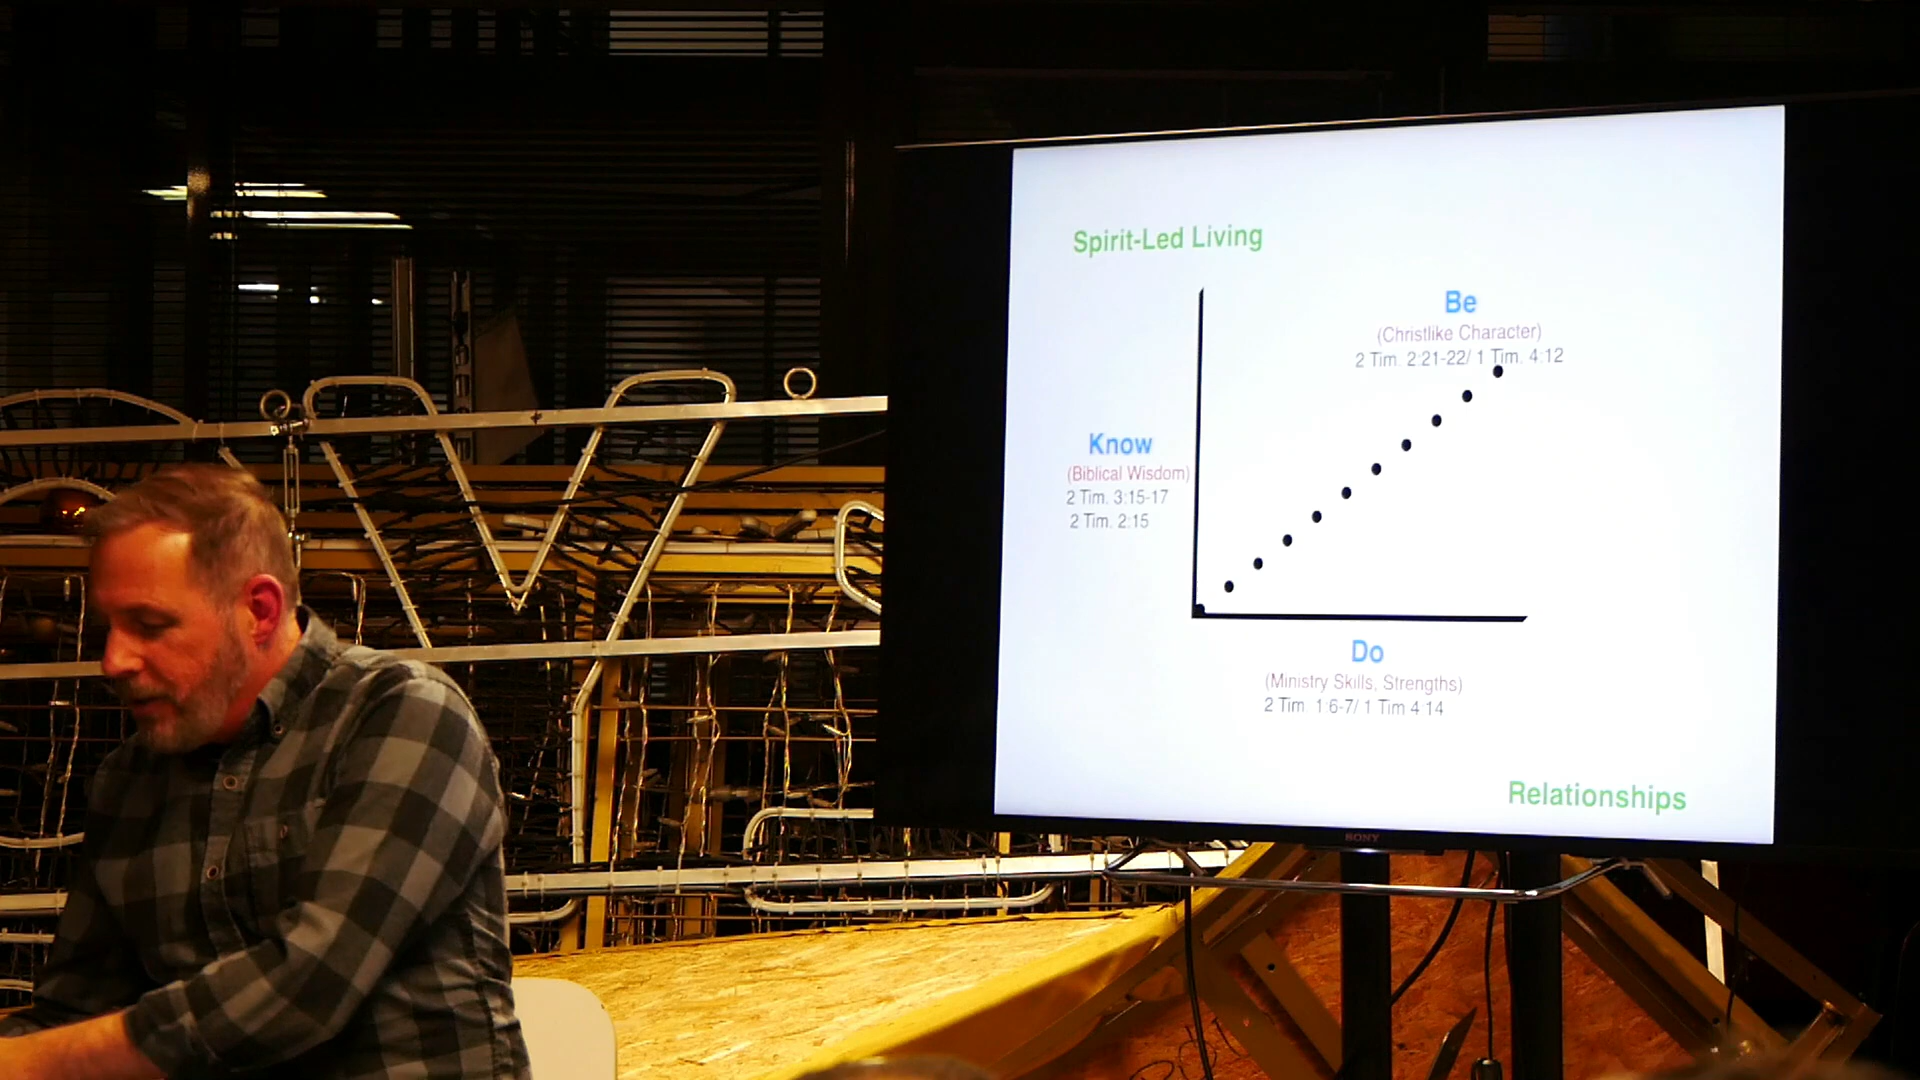 Spirit-Led Living
Be
(Christlike Character)
2 Tim. 2:21-22/ 1 Tim. 4:12
Know
(Biblical Wisdom)
2 Tim. 3:15-17
2 Tim. 2:15
Do
(Ministry Skills, Strengths)
2 Tim. 1:6-7/ 1 Tim 4:14
Relationships
SONY